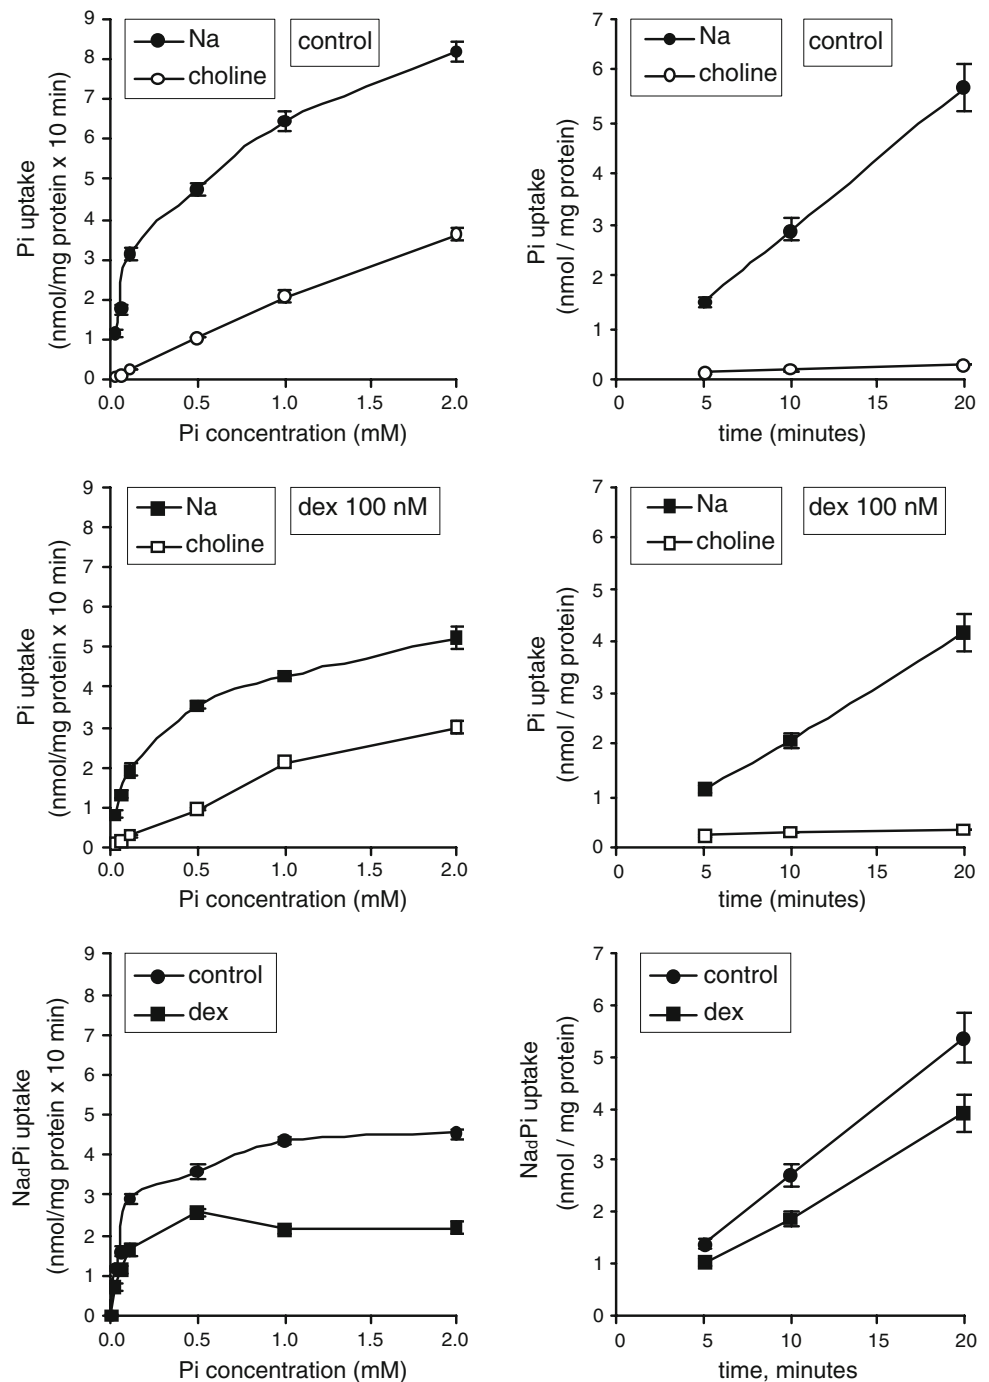 Na
choline
control
Pi uptake
(nmol/mg protein x 10 min)
9
8
7
6
5
4
3
2
1
0
0.0
0.5
1.0
1.5
2.0
Pi concentration (mM)
Na
choline
control
Pi uptake
(nmol / mg protein)
7
6
5
4
3
2
1
0
0
5
10
15
20
time (minutes)
Na
choline
dex 100 nM
Pi uptake
(nmol/mg protein x 10 min)
9
8
7
6
5
4
3
2
1
0
0.0
0.5
1.0
1.5
2.0
Pi concentration (mM)
Na
choline
dex 100 nM
Pi uptake
(nmol / mg protein)
7
6
5
4
3
2
1
0
0
5
10
15
20
time (minutes)
control
dex
NadPi uptake
(nmol/mg protein x 10 min)
9
8
7
6
5
4
3
2
1
0
0.0
0.5
1.0
1.5
2.0
Pi concentration (mM)
control
dex
NadPi uptake
(nmol / mg protein)
7
6
5
4
3
2
1
0
0
5
10
15
20
time, minutes